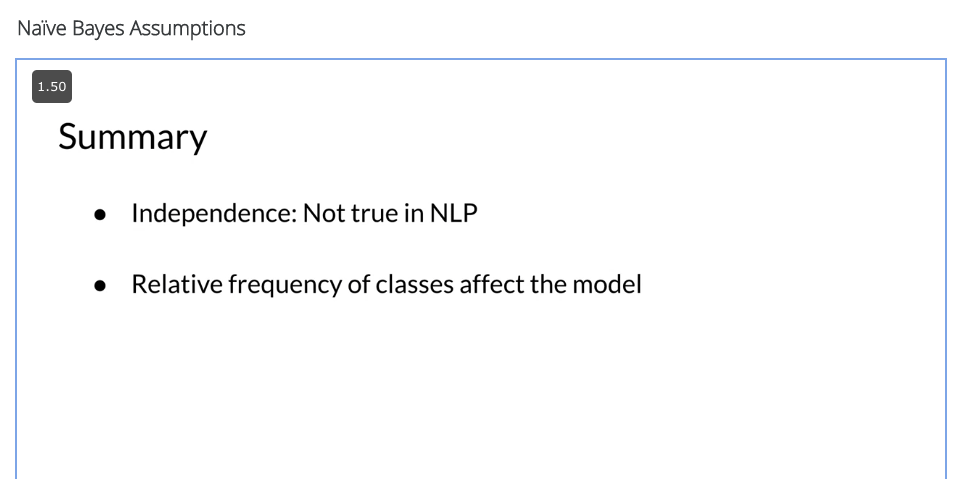 Naïve Bayes Assumptions
1.50
Summary
● Independence: Not true in NLP
● Relative frequency of classes affect the model